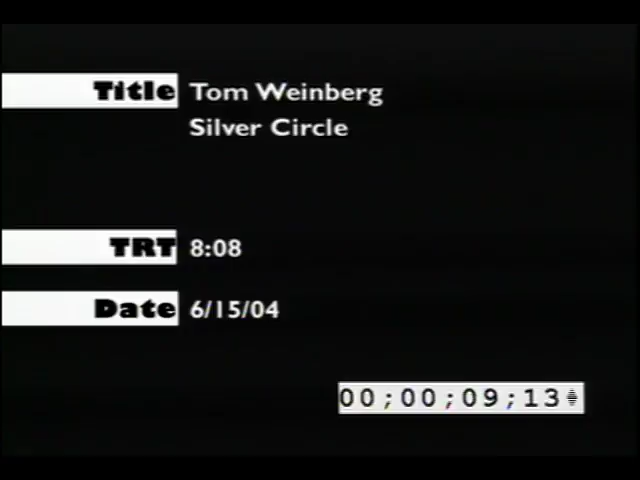 Title Tom Weinberg
Silver Circle
TRT 8:08
Date 6/15/04
00;00;09;13